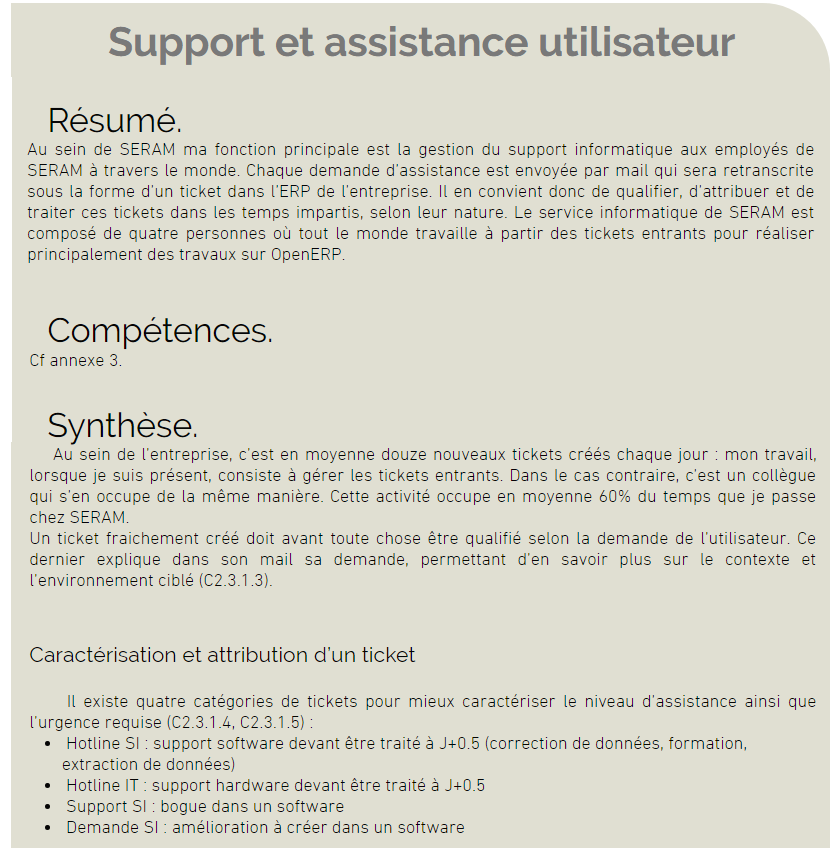 Support et assistance utilisateur
Résumé.
Au sein de SERAM ma fonction principale est la gestion du support informatique aux employés de
SERAM à travers le monde. Chaque demande d'assistance est envoyée par mail qui sera retranscrite
sous la forme d'un ticket dans l'ERP de l'entreprise. Il en convient donc de qualifier, d'attribuer et de
traiter ces tickets dans les temps impartis, selon leur nature. Le service informatique de SERAM est
composé de quatre personnes où tout le monde travaille à partir des tickets entrants pour réaliser
principalement des travaux sur OpenERP.
Compétences.
Cf annexe 3.
Synthèse.
Au sein de l'entreprise, c'est en moyenne douze nouveaux tickets créés chaque jour : mon travail,
lorsque je suis présent, consiste à gérer les tickets entrants. Dans le cas contraire, c'est un collègue
qui s'en occupe de la même manière. Cette activité occupe en moyenne 60% du temps que je passe
chez SERAM.
Un ticket fraichement créé doit avant toute chose être qualifié selon la demande de l'utilisateur. Ce
dernier explique dans son mail sa demande, permettant d'en savoir plus sur le contexte et
l'environnement ciblé (C2.3.1.3).
Caractérisation et attribution d'un ticket
Il existe quatre catégories de tickets pour mieux caractériser le niveau d'assistance ainsi que
l'urgence requise (C2.3.1.4, C2.3.1.5) :
• Hotline SI : support software devant être traité à J+0.5 (correction de données, formation,
extraction de données)
• Hotline IT : support hardware devant être traité à J+0.5
• Support SI : bogue dans un software
• Demande SI : amélioration à créer dans un software